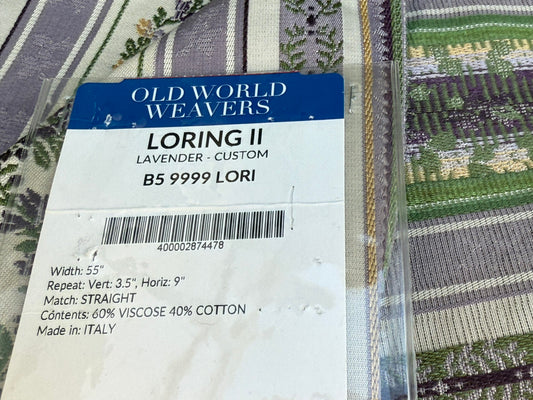 OLD WORLD
WEAVERS
LORING II
LAVENDER - CUSTOM
B5 9999 LORI
400002874478
Width: 55"
Repeat: Vert: 3.5", Horiz: 9"
Match: STRAIGHT
Contents: 60% VISCOSE 40% COTTON
Made in: ITALY